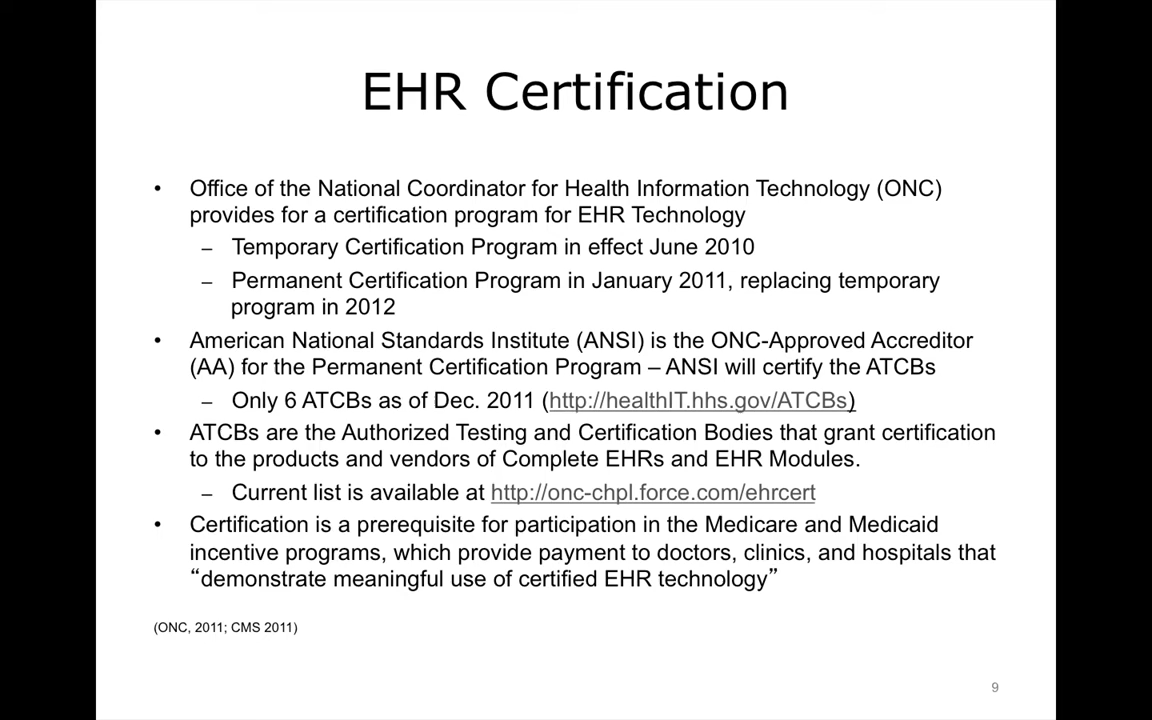 EHR Certification
• Office of the National Coordinator for Health Information Technology (ONC)
provides for a certification program for EHR Technology
– Temporary Certification Program in effect June 2010
– Permanent Certification Program in January 2011, replacing temporary
program in 2012
• American National Standards Institute (ANSI) is the ONC-Approved Accreditor
(AA) for the Permanent Certification Program – ANSI will certify the ATCBs
– Only 6 ATCBs as of Dec. 2011 (http://healthIT.hhs.gov/ATCBs)
• ATCBs are the Authorized Testing and Certification Bodies that grant certification
to the products and vendors of Complete EHRs and EHR Modules.
– Current list is available at http://onc-chpl.force.com/ehrcert
• Certification is a prerequisite for participation in the Medicare and Medicaid
incentive programs, which provide payment to doctors, clinics, and hospitals that
“demonstrate meaningful use of certified EHR technology”
(ONC, 2011; CMS 2011)
9